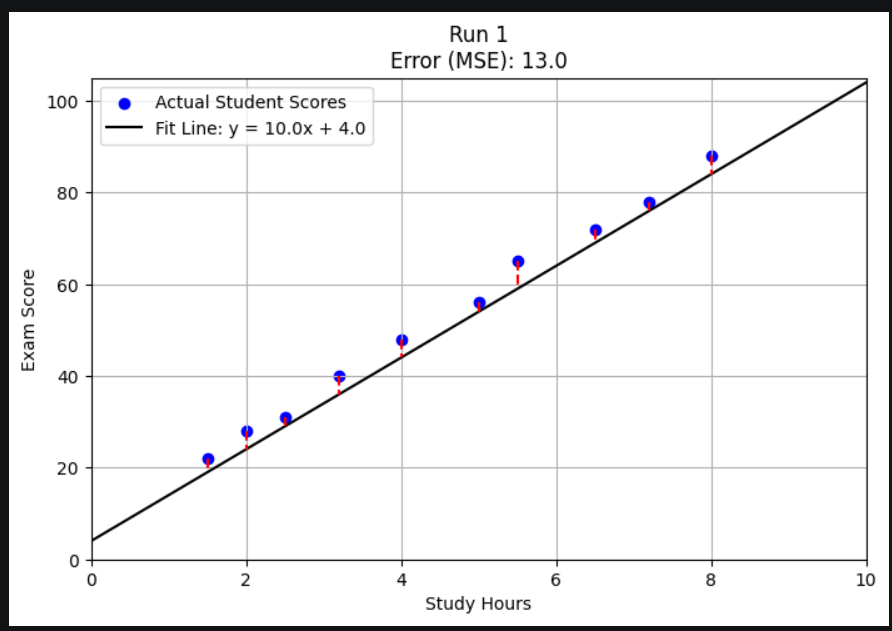 Run 1
Error (MSE): 13.0
Actual Student Scores
Fit Line: y = 10.0x + 4.0
100
80
60
40
20
0
Exam Score
0 2 4 6 8 10
Study Hours